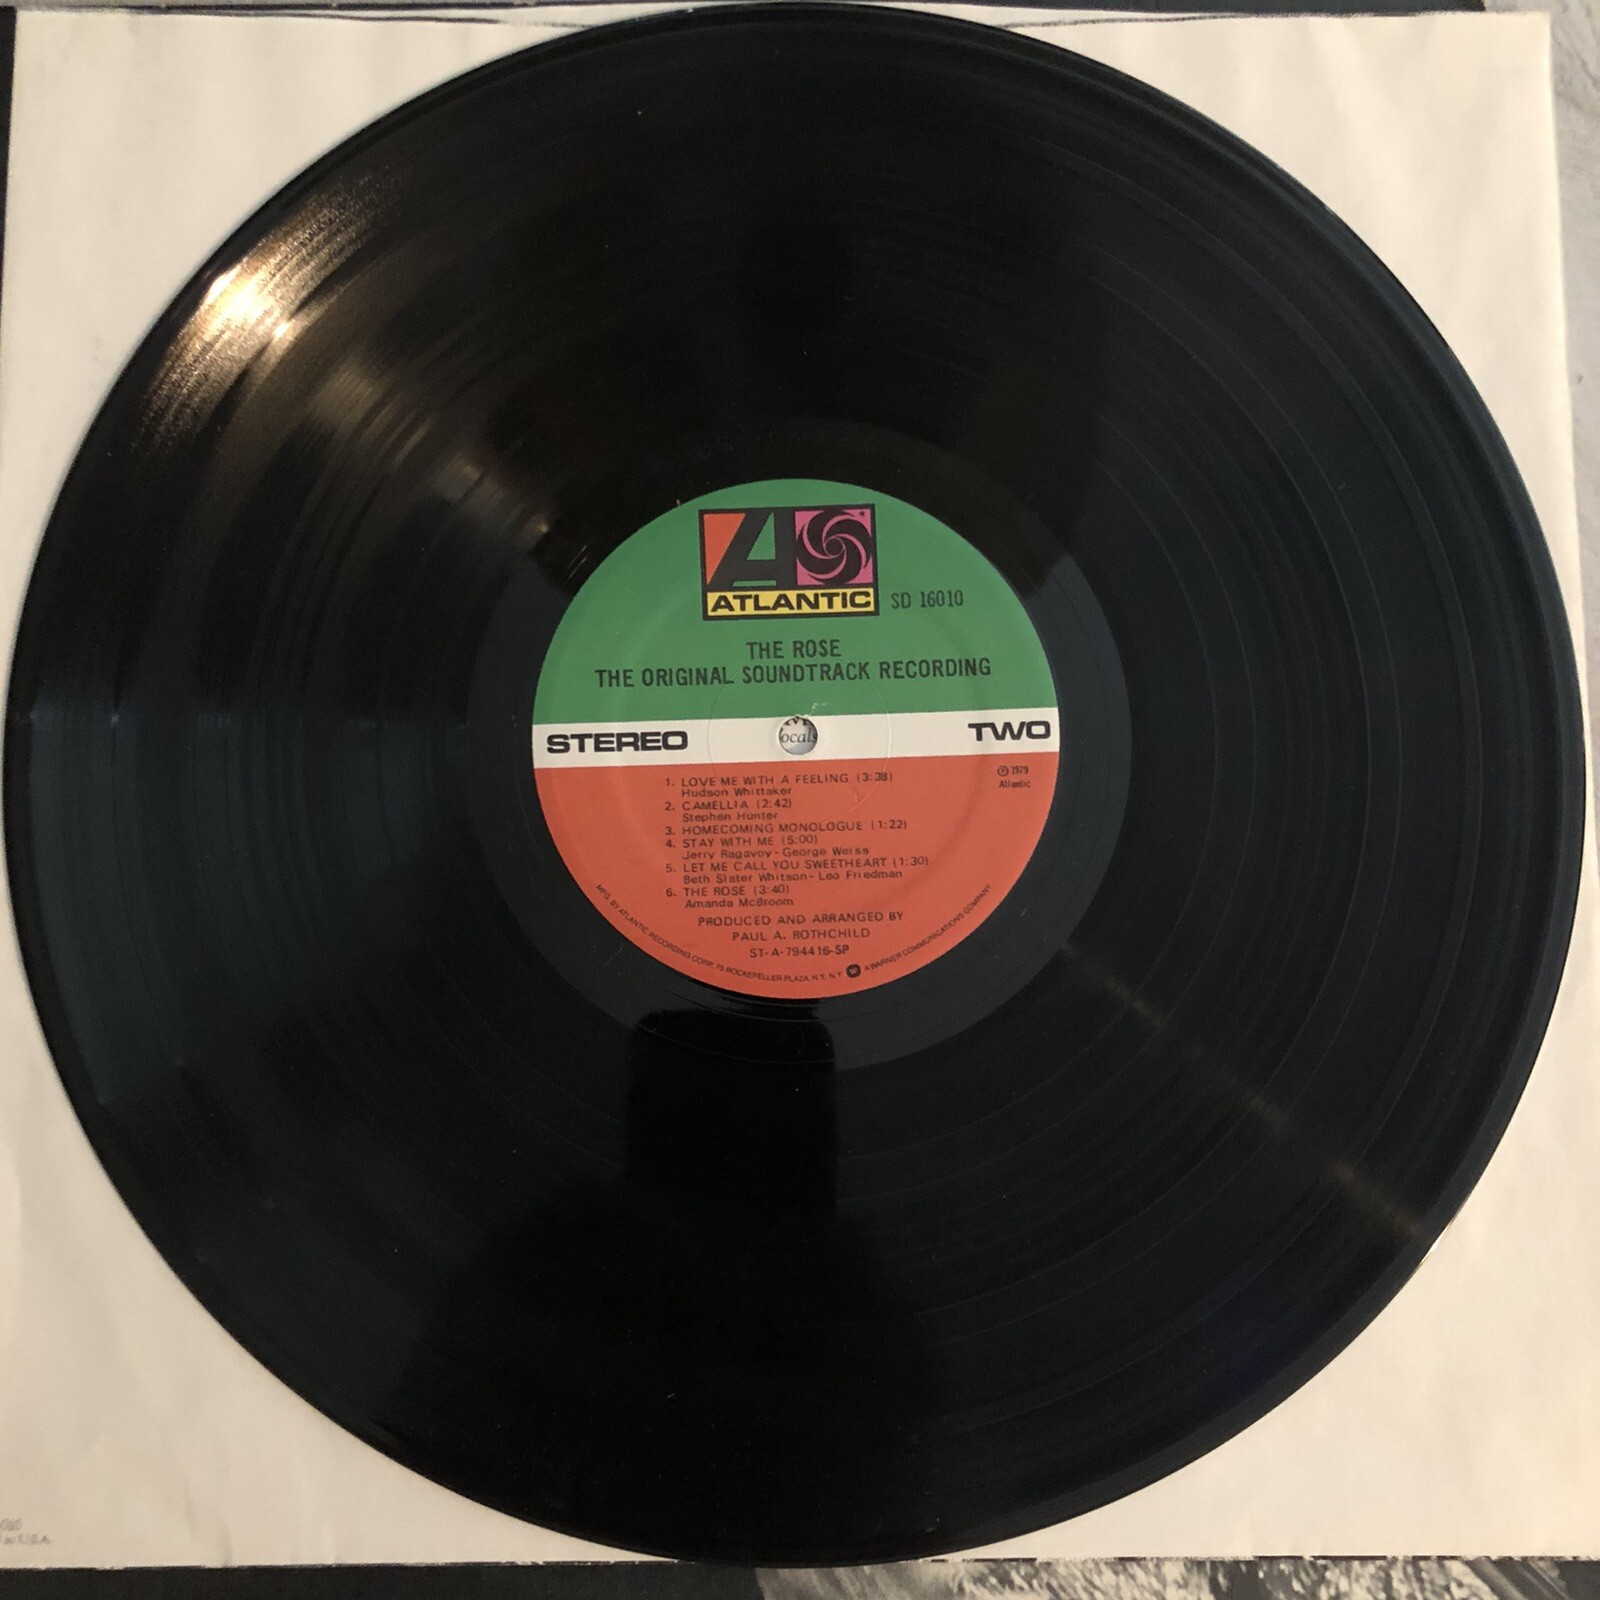 ATLANTIC
SD 16010
THE ROSE
THE ORIGINAL SOUNDTRACK RECORDING
STEREO
ocals
TWO
℗ 1979
Atlantic
1. LOVE ME WITH A FEELING (3:38)
Hudson Whittaker
2. CAMELLIA (2:42)
Stephen Hunter
3. HOMECOMING MONOLOGUE (1:22)
4. STAY WITH ME (5:00)
Jerry Ragavoy - George Weiss
5. LET ME CALL YOU SWEETHEART (1:30)
Beth Slater Whitson - Leo Friedman
6. THE ROSE (3:40)
Amanda McBroom
PRODUCED AND ARRANGED BY
PAUL A. ROTHCHILD
ST-A-794416-SP
MFG. BY ATLANTIC RECORDING CORP. 75 ROCKEFELLER PLAZA, N.Y. N.Y. A WARNER COMMUNICATIONS COMPANY
U.S.A.